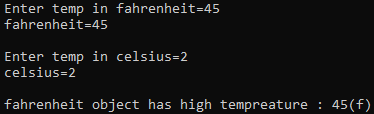 Enter temp in fahrenheit=45
fahrenheit=45
Enter temp in celsius=2
celsius=2
fahrenheit object has high tempreature : 45(f)